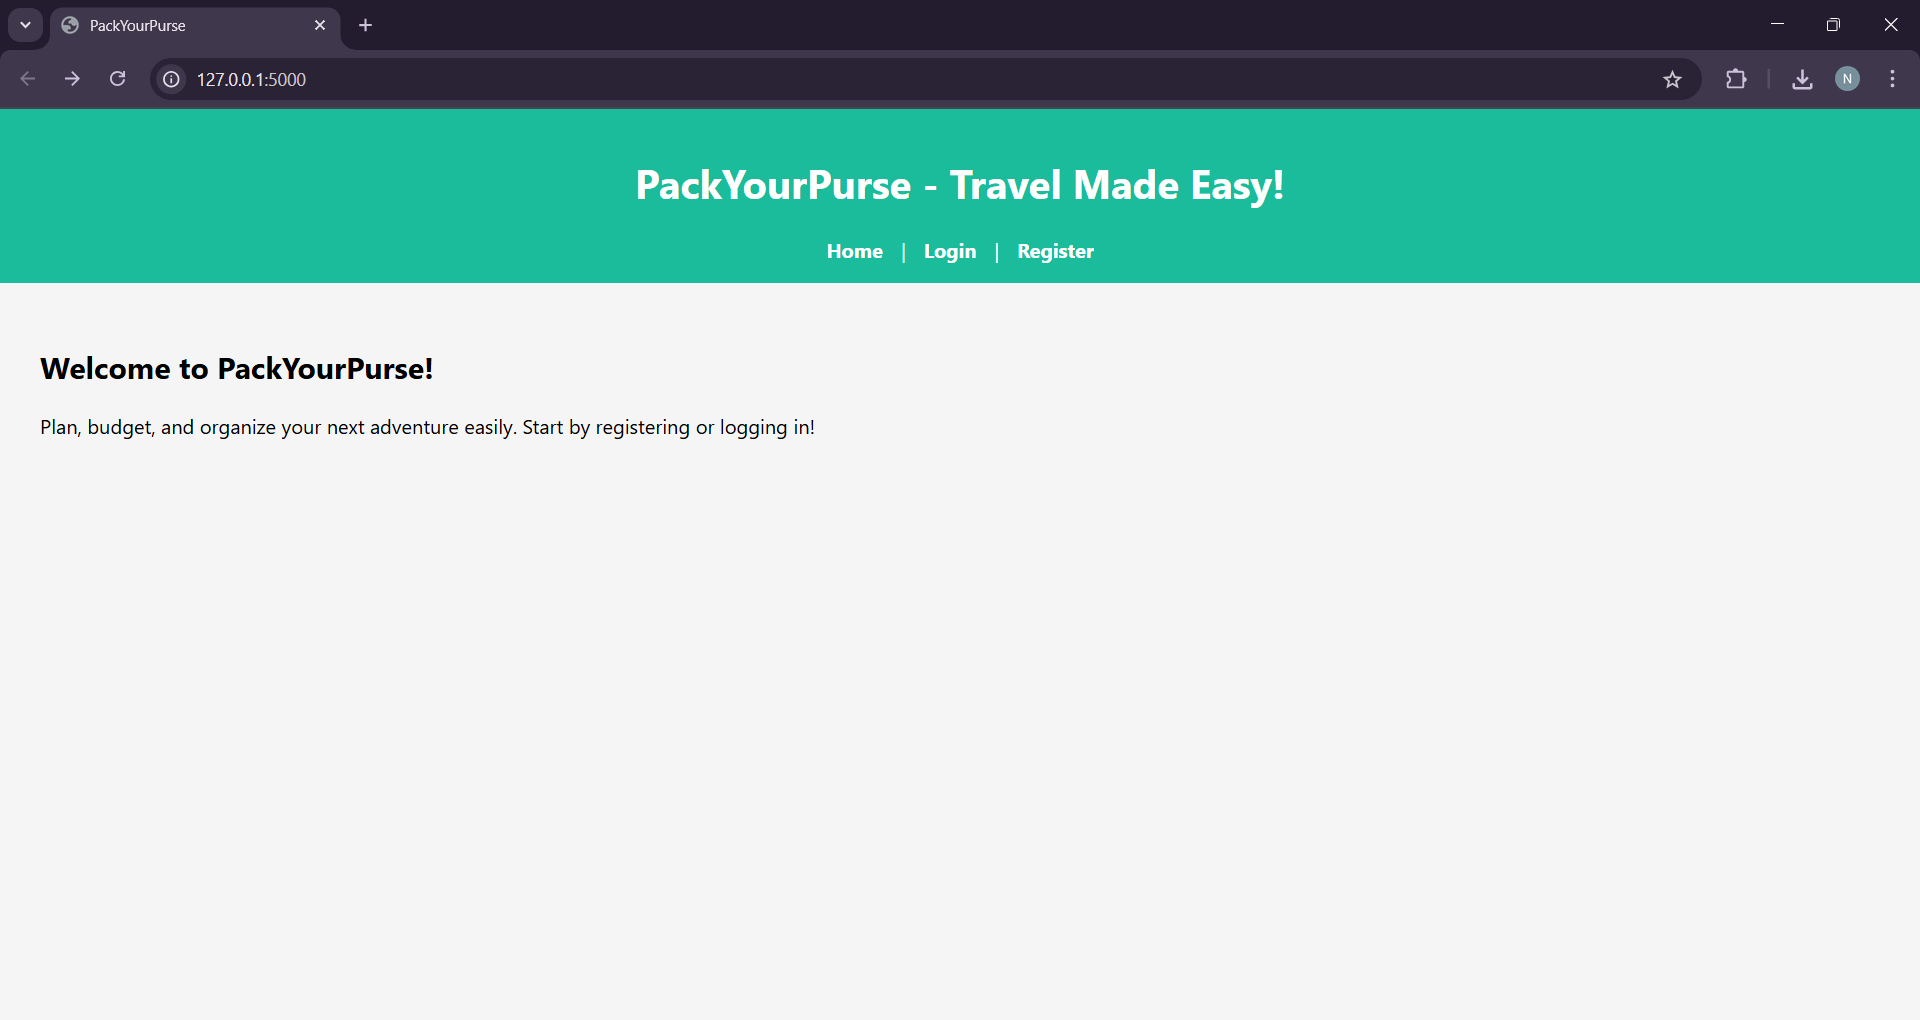 PackYourPurse
127.0.0.1:5000
N
PackYourPurse - Travel Made Easy!
Home | Login | Register
Welcome to PackYourPurse!
Plan, budget, and organize your next adventure easily. Start by registering or logging in!